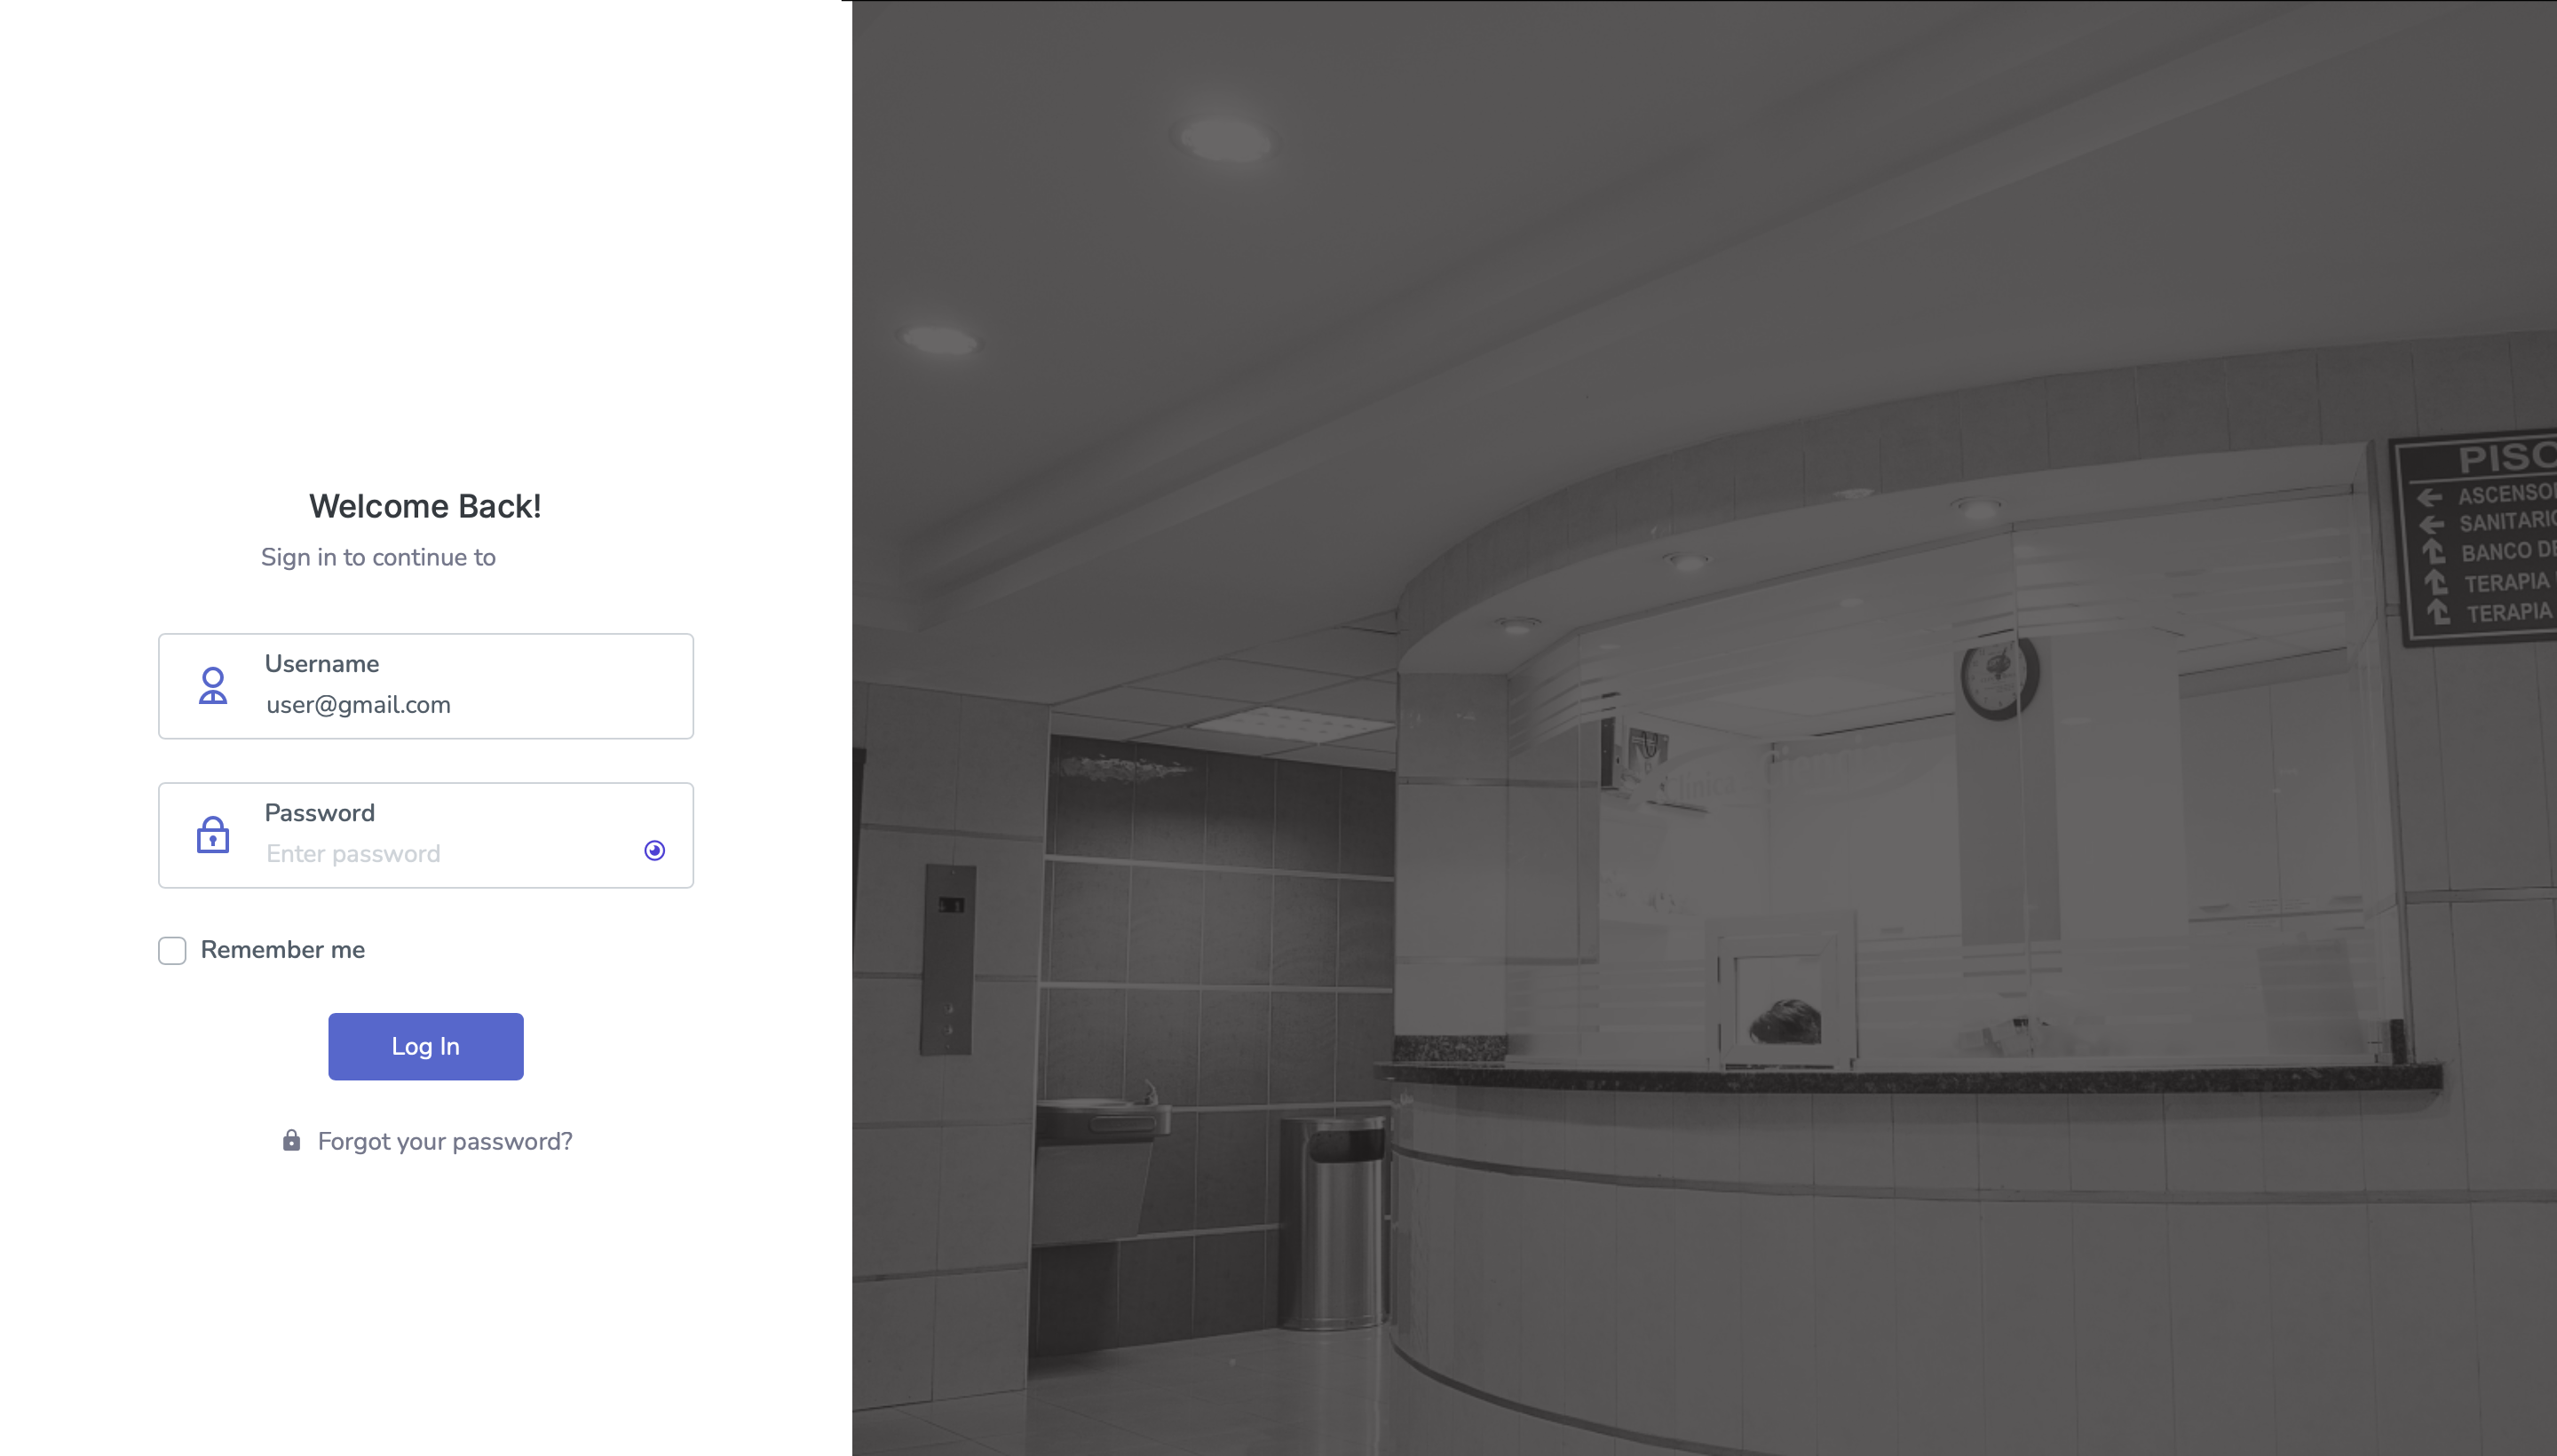 Welcome Back!
Sign in to continue to
Username
user@gmail.com
Password
Enter password
Remember me
Log In
Forgot your password?
PISO
ASCENSO
SANITARIO
BANCO DE
TERAPIA
TERAPIA